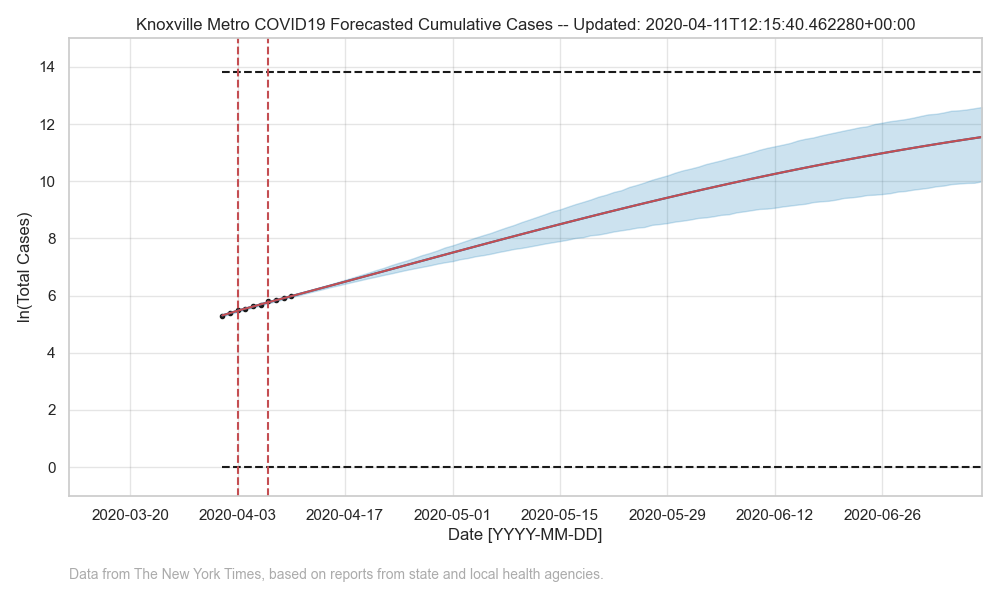 Knoxville Metro COVID19 Forecasted Cumulative Cases -- Updated: 2020-04-11T12:15:40.462280+00:00
ln(Total Cases)
14
12
10
8
6
4
2
0
2020-03-20 2020-04-03 2020-04-17 2020-05-01 2020-05-15 2020-05-29 2020-06-12 2020-06-26
Date [YYYY-MM-DD]
Data from The New York Times, based on reports from state and local health agencies.